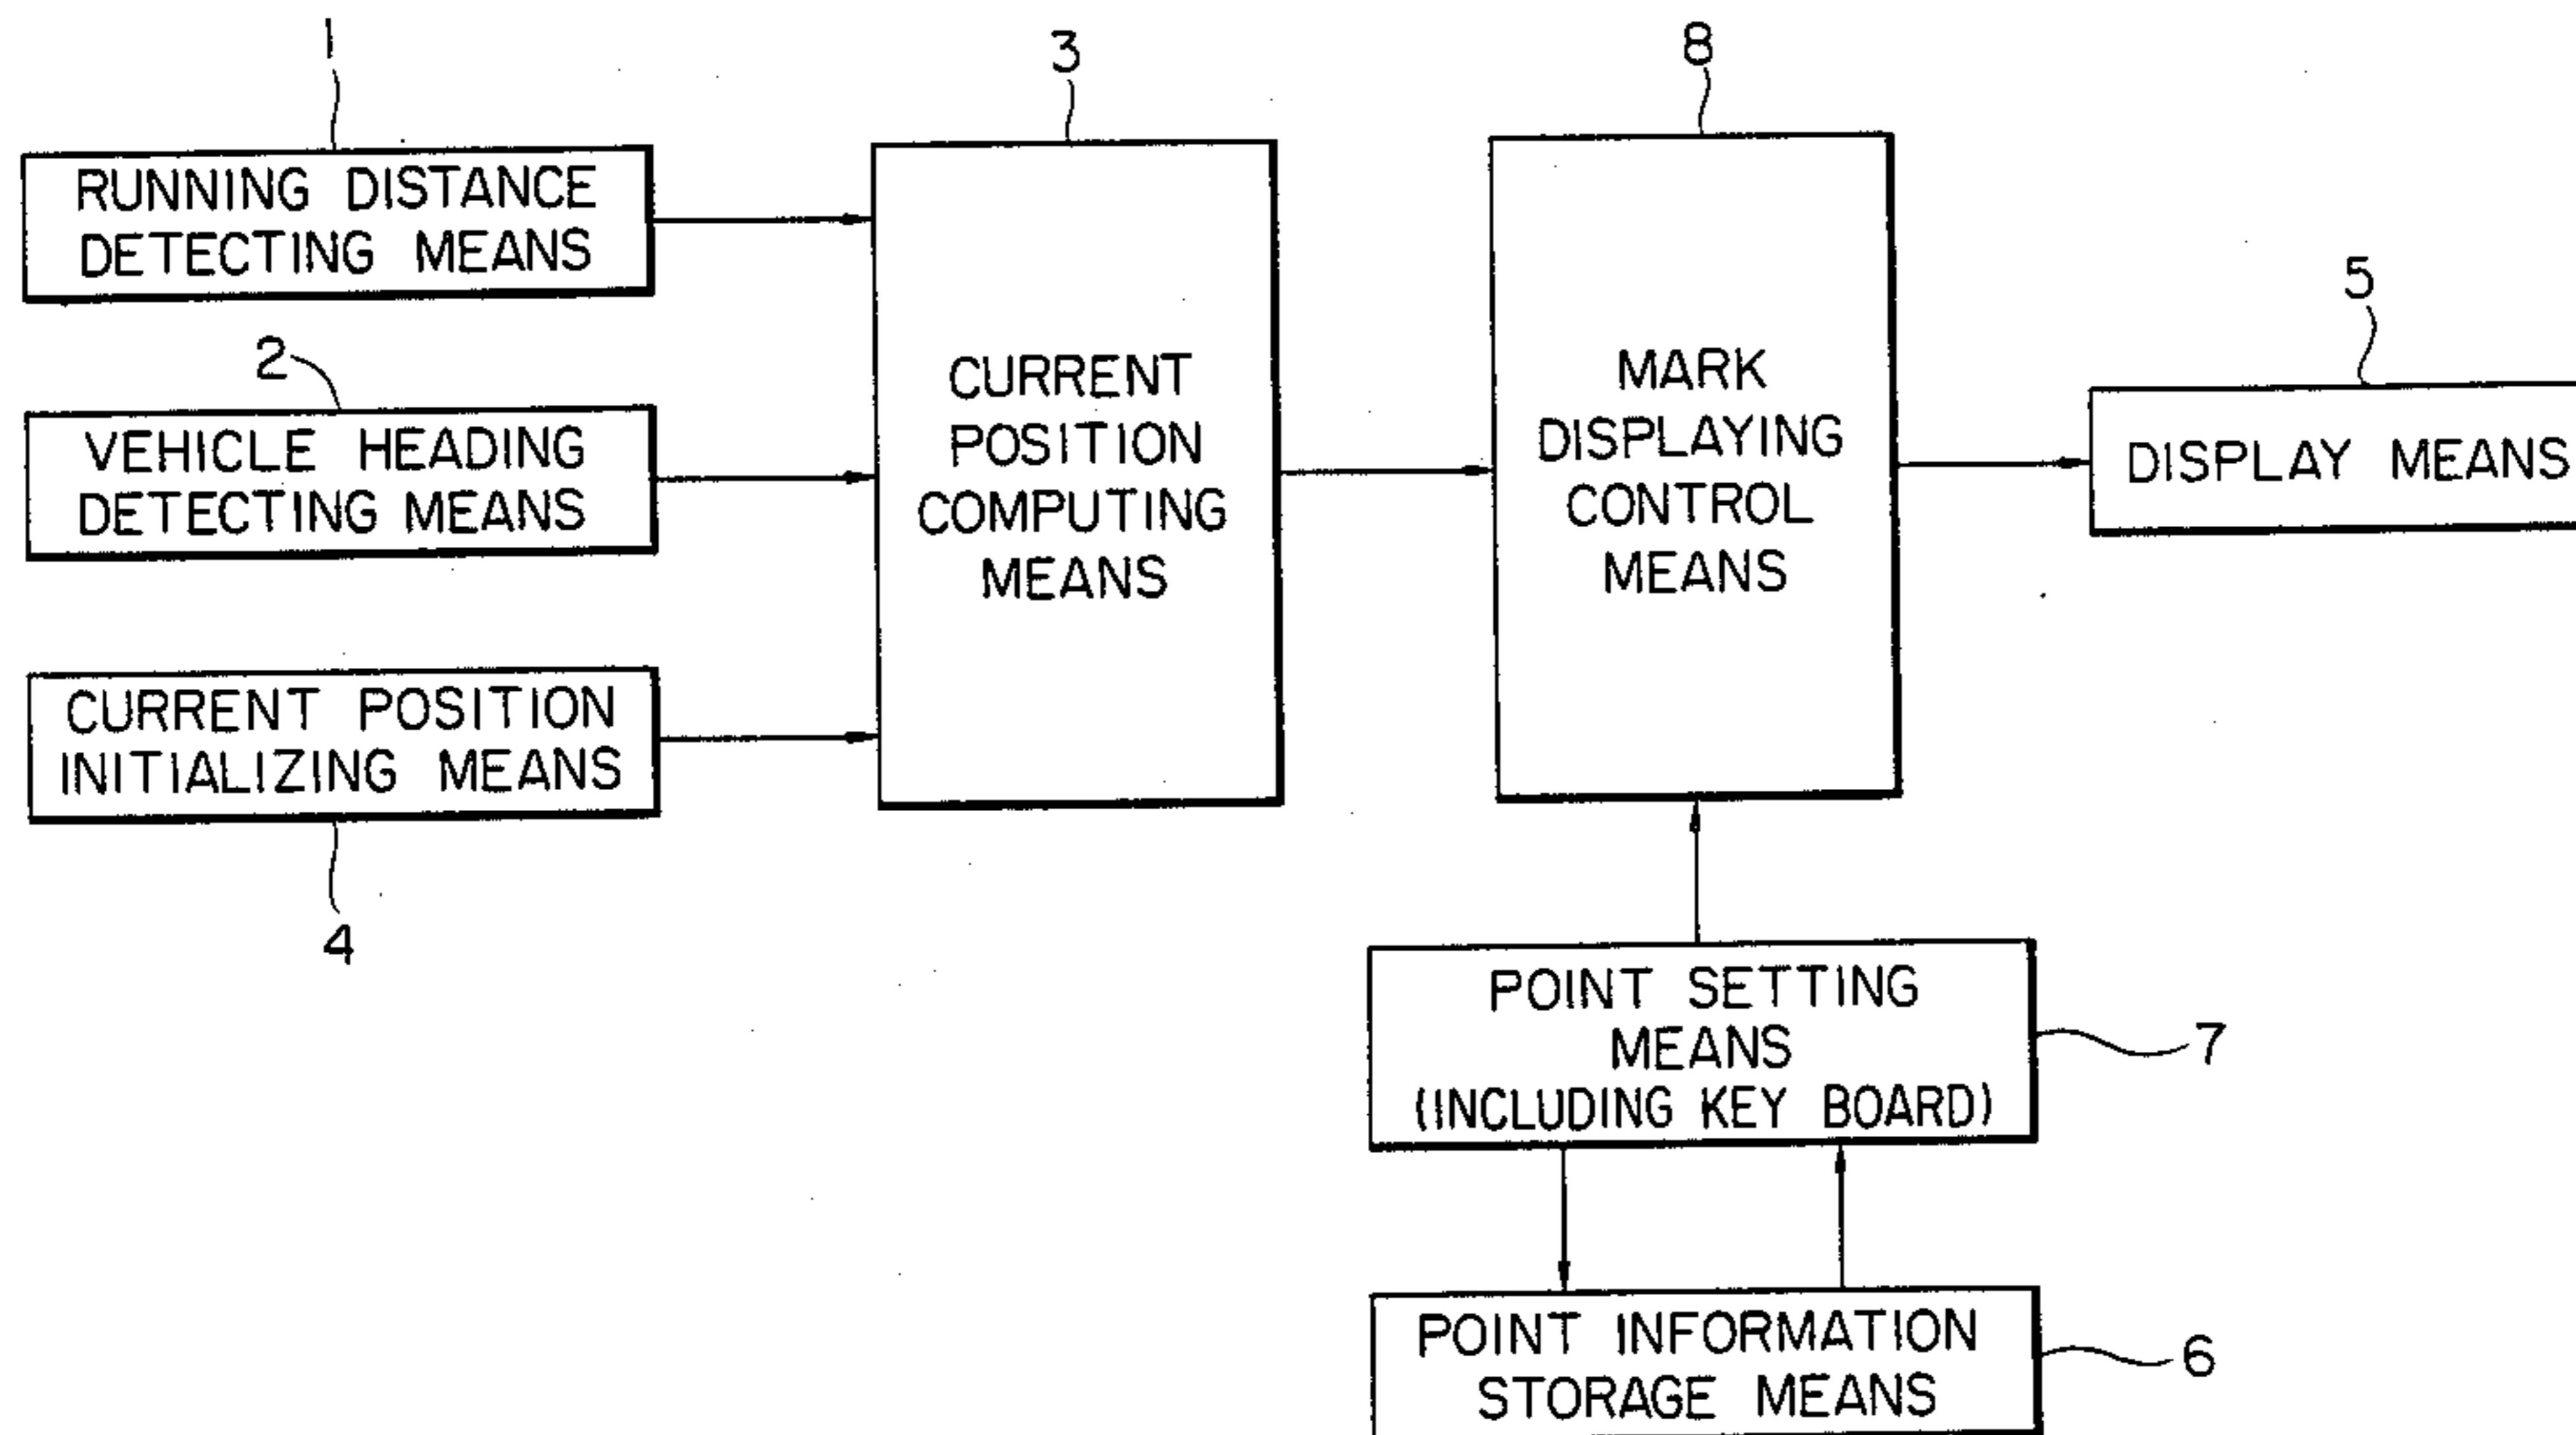 1
RUNNING DISTANCE
DETECTING MEANS
2
VEHICLE HEADING
DETECTING MEANS
CURRENT POSITION
INITIALIZING MEANS
4
3
CURRENT
POSITION
COMPUTING
MEANS
8
MARK
DISPLAYING
CONTROL
MEANS
5
DISPLAY MEANS
POINT SETTING
MEANS
(INCLUDING KEY BOARD)
7
POINT INFORMATION
STORAGE MEANS
6